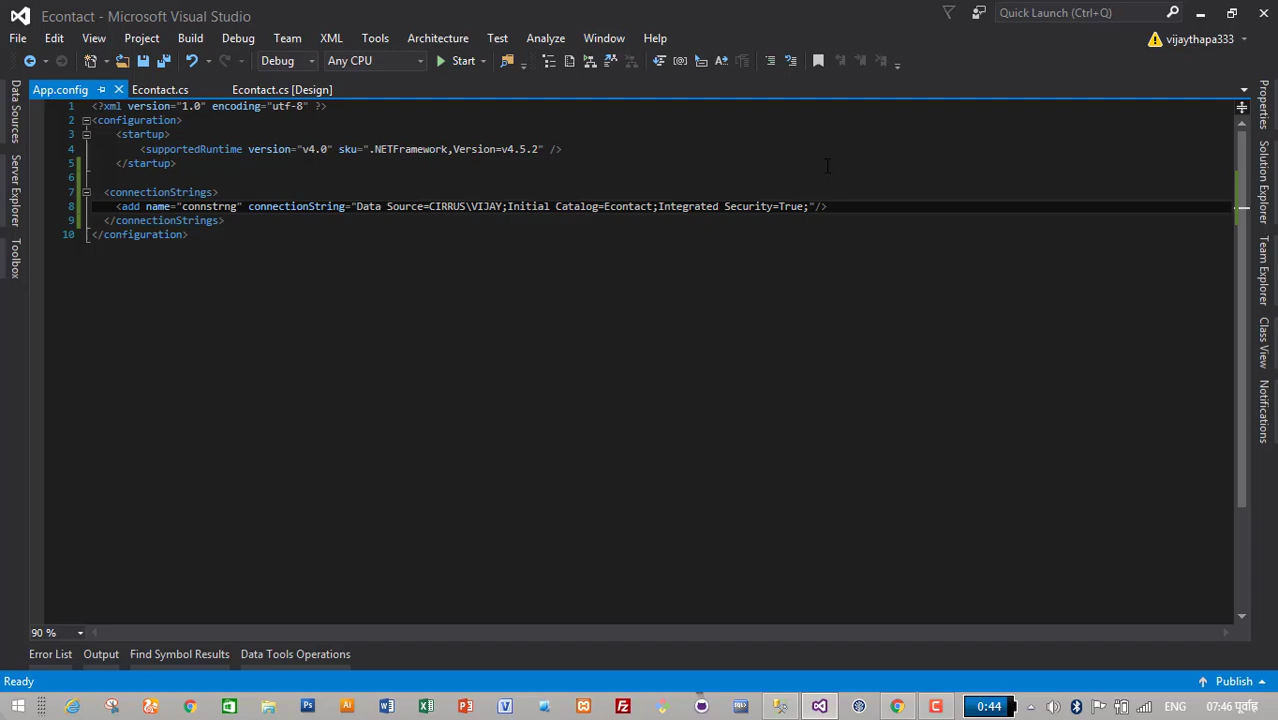 Econtact - Microsoft Visual Studio
Quick Launch (Ctrl+Q)
File Edit View Project Build Debug Team XML Tools Architecture Test Analyze Window Help
vijaythapa333
Debug Any CPU Start
App.config Econtact.cs Econtact.cs [Design]
1 <?xml version="1.0" encoding="utf-8" ?>
2 <configuration>
3 <startup>
4 <supportedRuntime version="v4.0" sku=".NETFramework,Version=v4.5.2" />
5 </startup>
6
7 <connectionStrings>
8 <add name="connstrng" connectionString="Data Source=CIRRUS\VIJAY;Initial Catalog=Econtact;Integrated Security=True;"/>
9 </connectionStrings>
10 </configuration>
Data Sources
Server Explorer
Toolbox
Properties
Solution Explorer
Team Explorer
Class View
Notifications
90 %
Error List Output Find Symbol Results Data Tools Operations
Ready
Publish
0:44
ENG
07:46 पूर्वाह्न